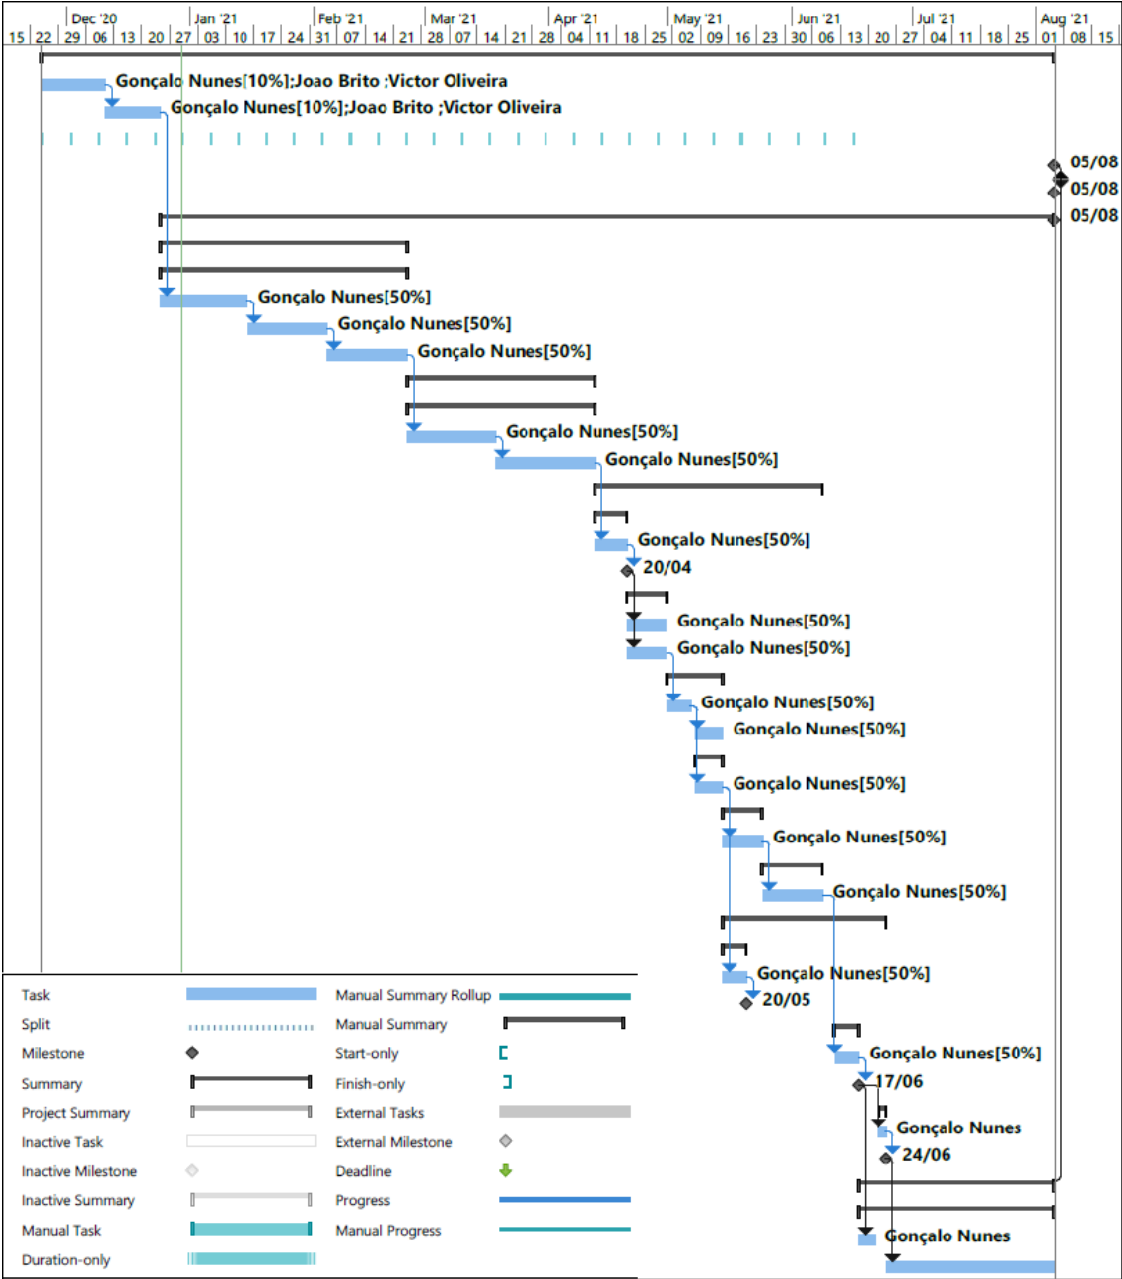 Dec '20 Jan '21 Feb '21 Mar '21 Apr '21 May '21 Jun '21 Jul '21 Aug '21
15 22 29 06 13 20 27 03 10 17 24 31 07 14 21 28 07 14 21 28 04 11 18 25 02 09 16 23 30 06 13 20 27 04 11 18 25 01 08 15
Gonçalo Nunes[10%];Joao Brito ;Victor Oliveira
Gonçalo Nunes[10%];Joao Brito ;Victor Oliveira
05/08
05/08
05/08
Gonçalo Nunes[50%]
Gonçalo Nunes[50%]
Gonçalo Nunes[50%]
Gonçalo Nunes[50%]
Gonçalo Nunes[50%]
Gonçalo Nunes[50%]
20/04
Gonçalo Nunes[50%]
Gonçalo Nunes[50%]
Gonçalo Nunes[50%]
Gonçalo Nunes[50%]
Gonçalo Nunes[50%]
Gonçalo Nunes[50%]
Gonçalo Nunes[50%]
Gonçalo Nunes[50%]
20/05
Gonçalo Nunes[50%]
17/06
Gonçalo Nunes
24/06
Gonçalo Nunes
Task Manual Summary Rollup
Split Manual Summary
Milestone Start-only
Summary Finish-only
Project Summary External Tasks
Inactive Task External Milestone
Inactive Milestone Deadline
Inactive Summary Progress
Manual Task Manual Progress
Duration-only